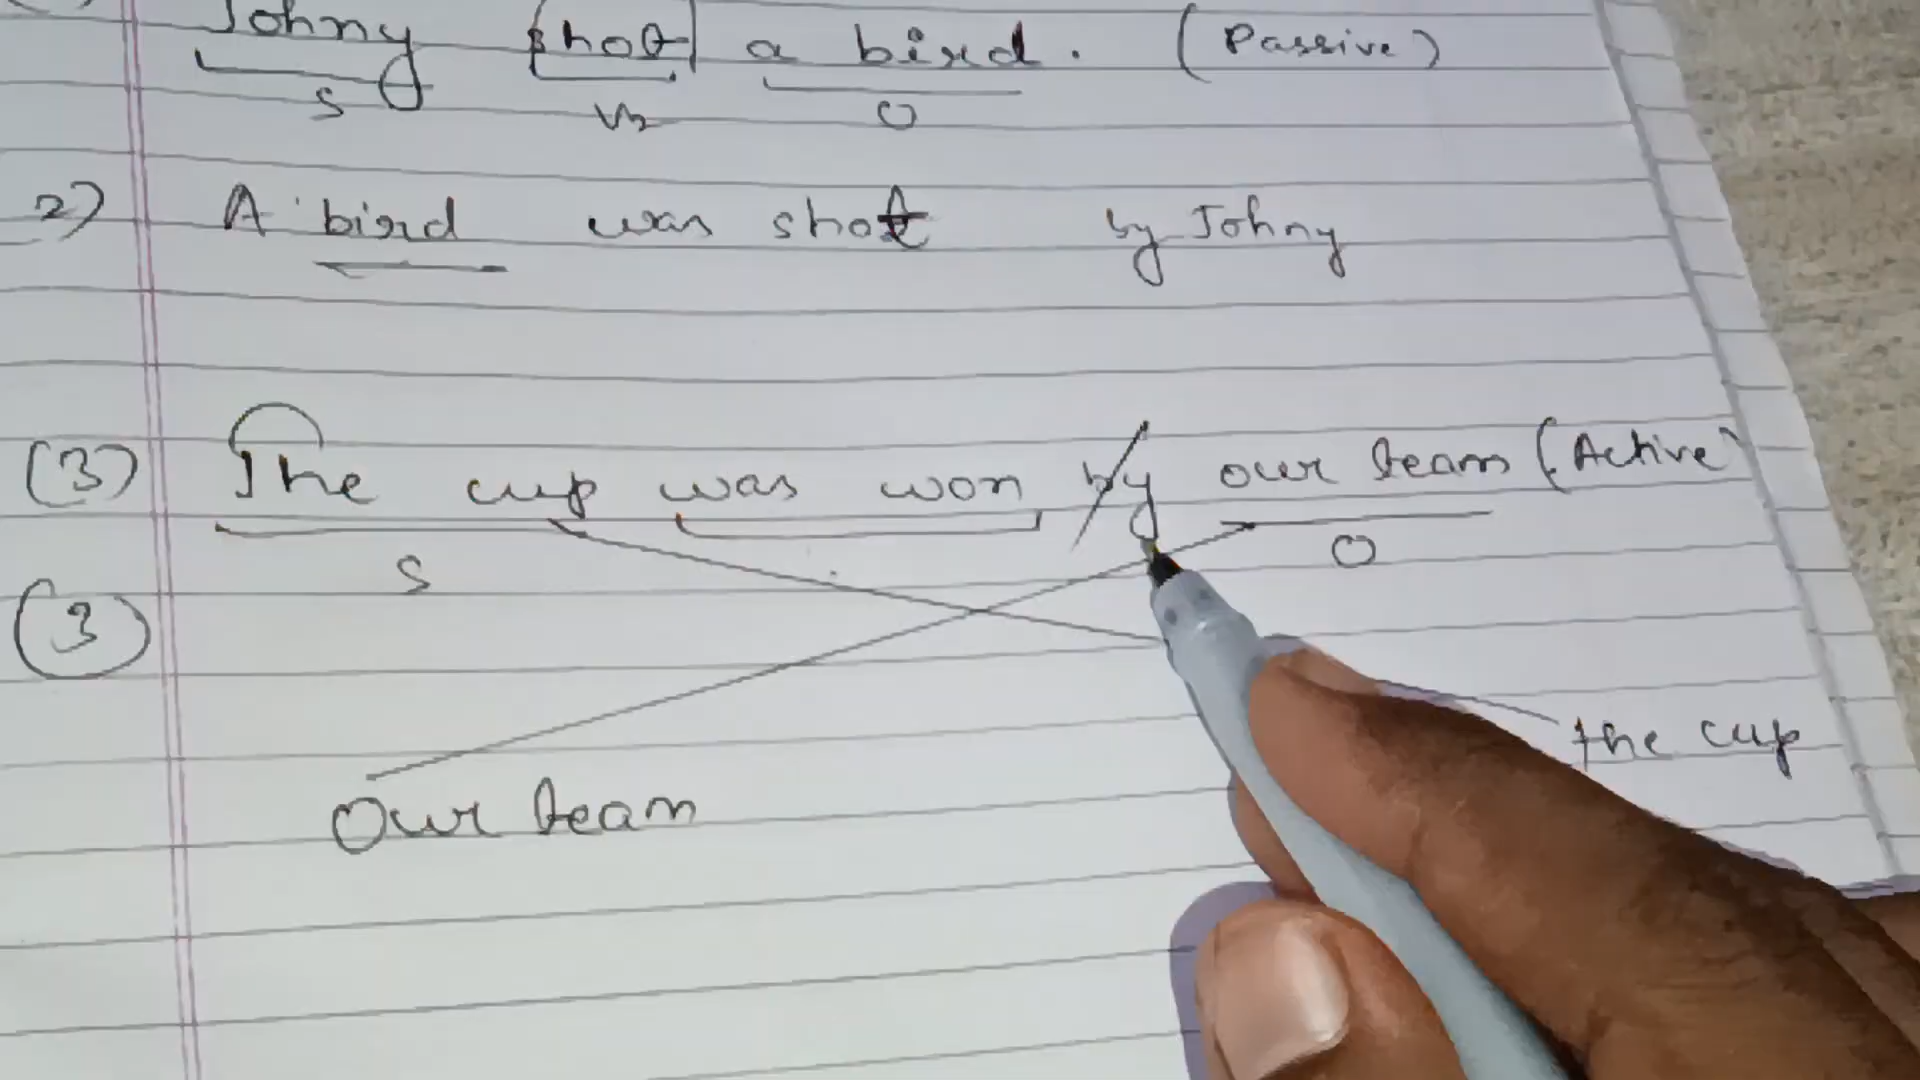 Johny shot a bird. (Passive)
S V2 O
2) A bird was shot by Johny
(3) The cup was won by our team (Active)
S O
(3)
the cup
Our team